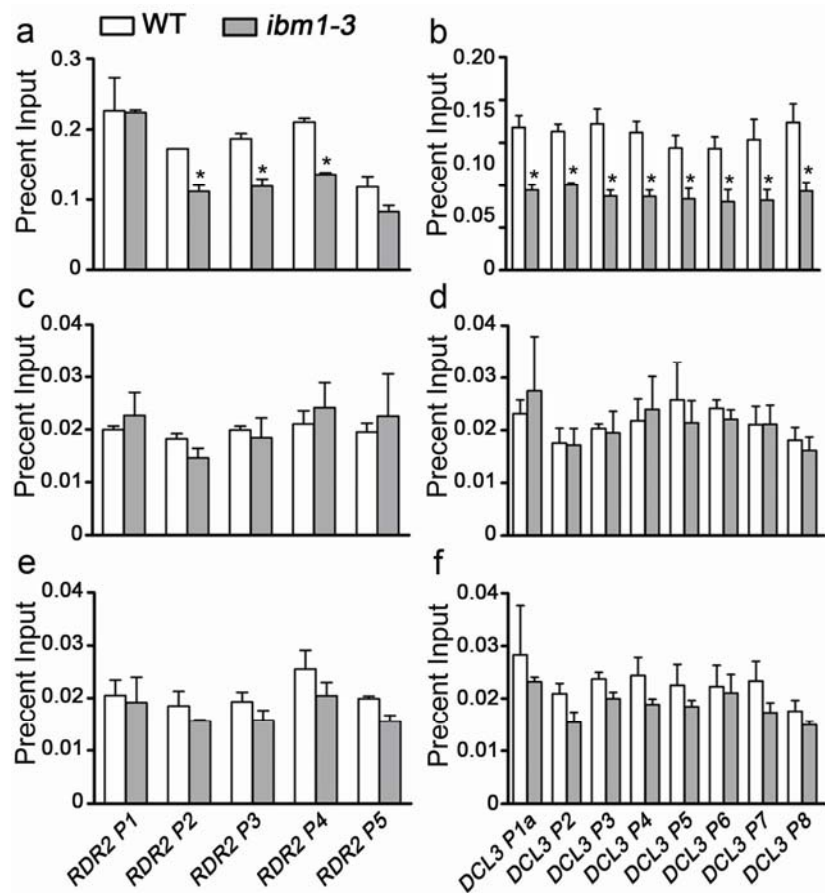 a WT ibm1-3 b
Precent Input 0.3 0.2 0.1 0
Precent Input 0.20 0.15 0.10 0.05 0
* * *
* * * * * * * *
c d
Precent Input 0.04 0.03 0.02 0.01 0
Precent Input 0.04 0.03 0.02 0.01 0
e f
Precent Input 0.04 0.03 0.02 0.01 0
Precent Input 0.04 0.03 0.02 0.01 0
RDR2 P1 RDR2 P2 RDR2 P3 RDR2 P4 RDR2 P5
DCL3 P1a DCL3 P2 DCL3 P3 DCL3 P4 DCL3 P5 DCL3 P6 DCL3 P7 DCL3 P8